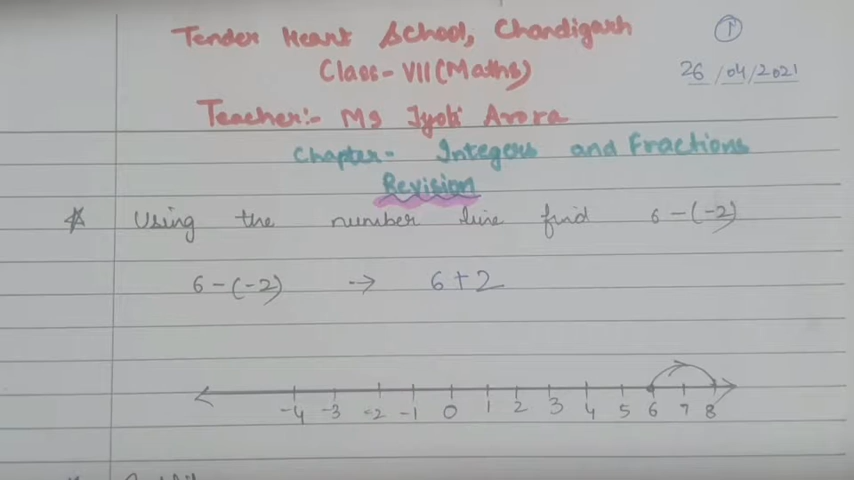 Tender Heart School, Chandigarh
1
Class-VII(Maths)
26/04/2021
Teacher:- Ms Jyoti Arora
Chapter- Integers and Fractions
Revision
* Using the number line find 6-(-2)
6-(-2) → 6+2
-4 -3 -2 -1 0 1 2 3 4 5 6 7 8